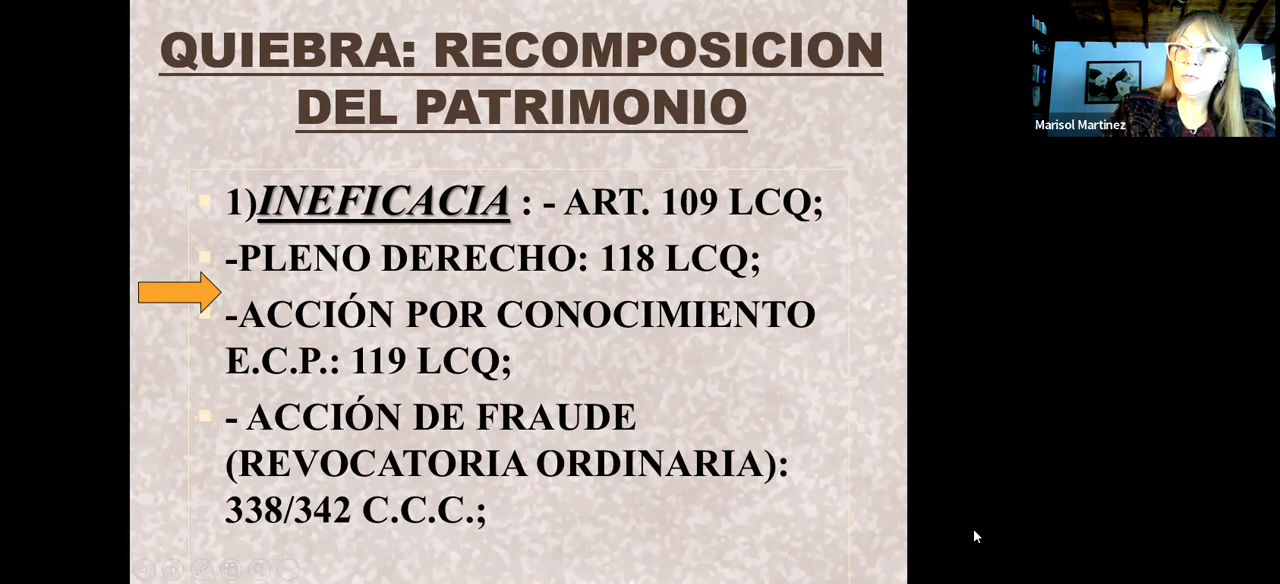 QUIEBRA: RECOMPOSICION
DEL PATRIMONIO
1)INEFICACIA : - ART. 109 LCQ;
-PLENO DERECHO: 118 LCQ;
-ACCIÓN POR CONOCIMIENTO
E.C.P.: 119 LCQ;
- ACCIÓN DE FRAUDE
(REVOCATORIA ORDINARIA):
338/342 C.C.C.;
Marisol Martinez